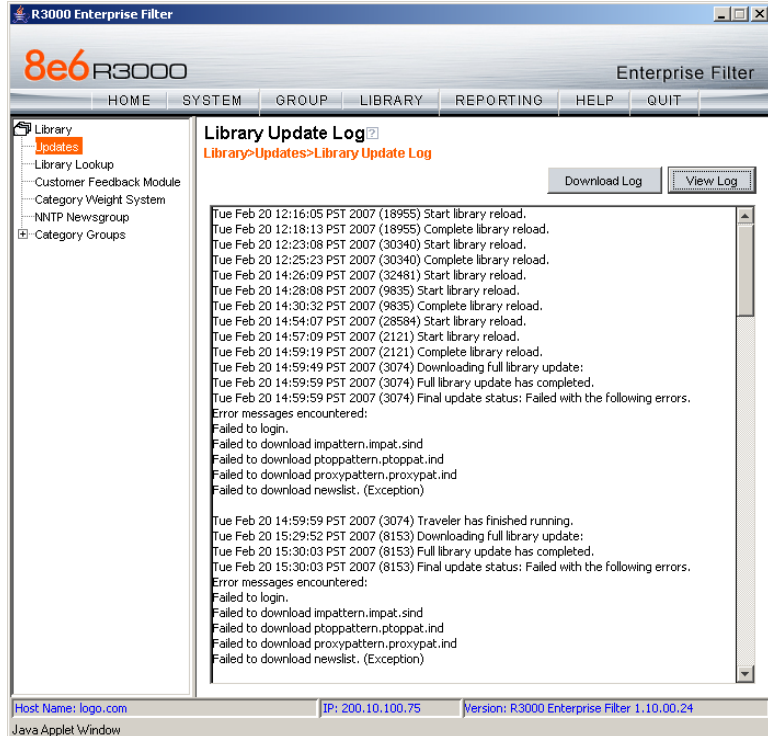 R3000 Enterprise Filter
8e6 R3000
Enterprise Filter
HOME SYSTEM GROUP LIBRARY REPORTING HELP QUIT
Library
Updates
Library Lookup
Customer Feedback Module
Category Weight System
NNTP Newsgroup
Category Groups
Library Update Log
Library>Updates>Library Update Log
Download Log View Log
Tue Feb 20 12:16:05 PST 2007 (18955) Start library reload.
Tue Feb 20 12:18:13 PST 2007 (18955) Complete library reload.
Tue Feb 20 12:23:08 PST 2007 (30340) Start library reload.
Tue Feb 20 12:25:23 PST 2007 (30340) Complete library reload.
Tue Feb 20 14:26:09 PST 2007 (32481) Start library reload.
Tue Feb 20 14:28:08 PST 2007 (9835) Start library reload.
Tue Feb 20 14:30:32 PST 2007 (9835) Complete library reload.
Tue Feb 20 14:54:07 PST 2007 (28584) Start library reload.
Tue Feb 20 14:57:09 PST 2007 (2121) Start library reload.
Tue Feb 20 14:59:19 PST 2007 (2121) Complete library reload.
Tue Feb 20 14:59:49 PST 2007 (3074) Downloading full library update:
Tue Feb 20 14:59:59 PST 2007 (3074) Full library update has completed.
Tue Feb 20 14:59:59 PST 2007 (3074) Final update status: Failed with the following errors.
Error messages encountered:
Failed to login.
Failed to download impattern.impat.sind
Failed to download ptoppattern.ptoppat.ind
Failed to download proxypattern.proxypat.ind
Failed to download newslist. (Exception)
Tue Feb 20 14:59:59 PST 2007 (3074) Traveler has finished running.
Tue Feb 20 15:29:52 PST 2007 (8153) Downloading full library update:
Tue Feb 20 15:30:03 PST 2007 (8153) Full library update has completed.
Tue Feb 20 15:30:03 PST 2007 (8153) Final update status: Failed with the following errors.
Error messages encountered:
Failed to login.
Failed to download impattern.impat.sind
Failed to download ptoppattern.ptoppat.ind
Failed to download proxypattern.proxypat.ind
Failed to download newslist. (Exception)
Host Name: logo.com IP: 200.10.100.75 Version: R3000 Enterprise Filter 1.10.00.24
Java Applet Window